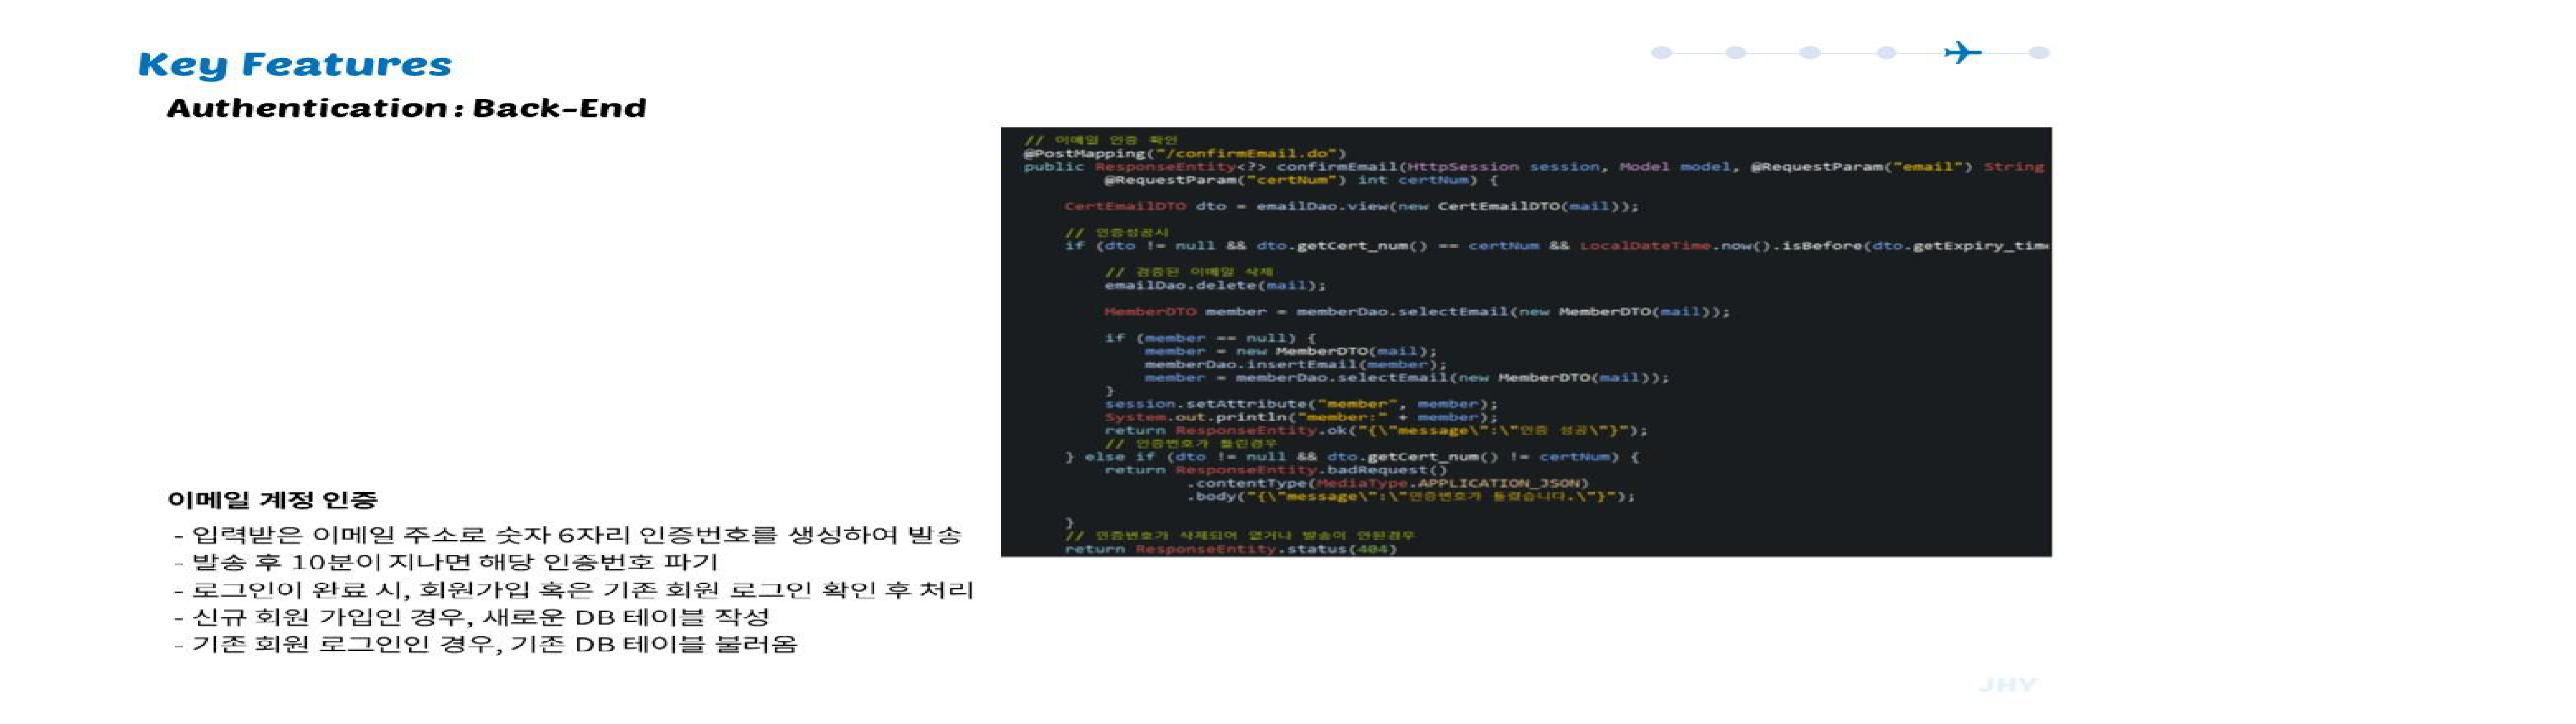 Key Features
Authentication : Back-End
// 이메일 인증 확인
@PostMapping("/confirmEmail.do")
public ResponseEntity<?> confirmEmail(HttpSession session, Model model, @RequestParam("email") String
@RequestParam("certNum") int certNum) {
CertEmailDTO dto = emailDao.view(new CertEmailDTO(mail));
// 인증성공시
if (dto != null && dto.getCert_num() == certNum && LocalDateTime.now().isBefore(dto.getExpiry_time
// 검증된 이메일 삭제
emailDao.delete(mail);
MemberDTO member = memberDao.selectEmail(new MemberDTO(mail));
if (member == null) {
member = new MemberDTO(mail);
memberDao.insertEmail(member);
member = memberDao.selectEmail(new MemberDTO(mail));
}
session.setAttribute("member", member);
System.out.println("member:" + member);
return ResponseEntity.ok("{\"message\":\"인증 성공\"}");
// 인증번호가 틀린경우
} else if (dto != null && dto.getCert_num() != certNum) {
return ResponseEntity.badRequest()
.contentType(MediaType.APPLICATION_JSON)
.body("{\"message\":\"인증번호가 틀렸습니다.\"}");
}
// 인증번호가 삭제되어 없거나 발송이 안된경우
return ResponseEntity.status(404)
이메일 계정 인증
- 입력받은 이메일 주소로 숫자 6자리 인증번호를 생성하여 발송
- 발송 후 10분이 지나면 해당 인증번호 파기
- 로그인이 완료 시, 회원가입 혹은 기존 회원 로그인 확인 후 처리
- 신규 회원 가입인 경우, 새로운 DB 테이블 작성
- 기존 회원 로그인인 경우, 기존 DB 테이블 불러옴
JHY